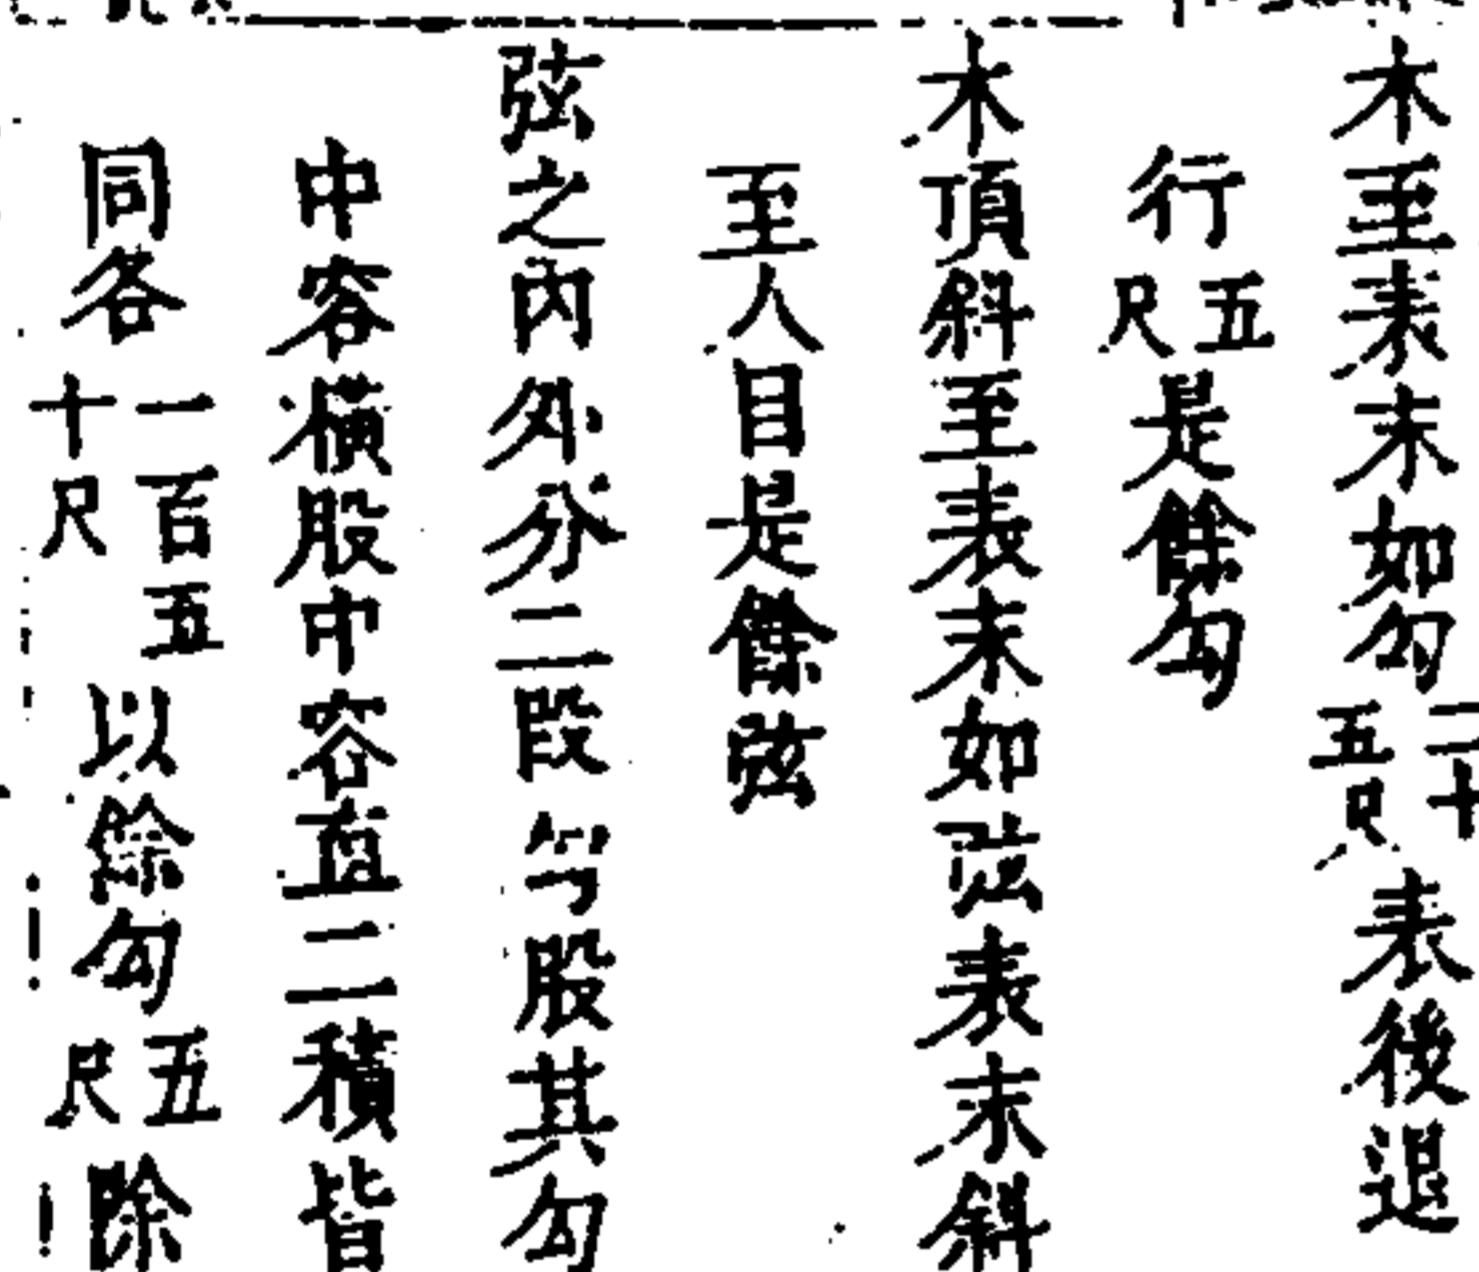 木至表末如勾二十五尺表後退
行五尺是餘勾
木頂斜至表末如弦表末斜
至人目是餘弦
弦之內外分二段勾股其勾
中容橫股中容直二積皆
同各一百五十尺以餘勾五尺除